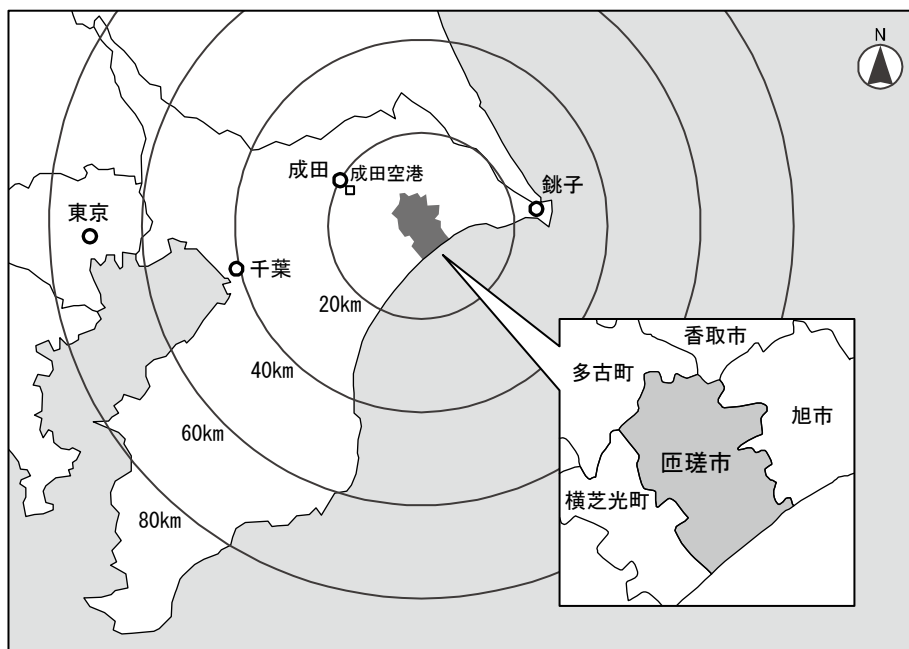 N
成田
成田空港
銚子
東京
千葉
20km
40km
60km
80km
香取市
多古町
旭市
匝瑳市
横芝光町